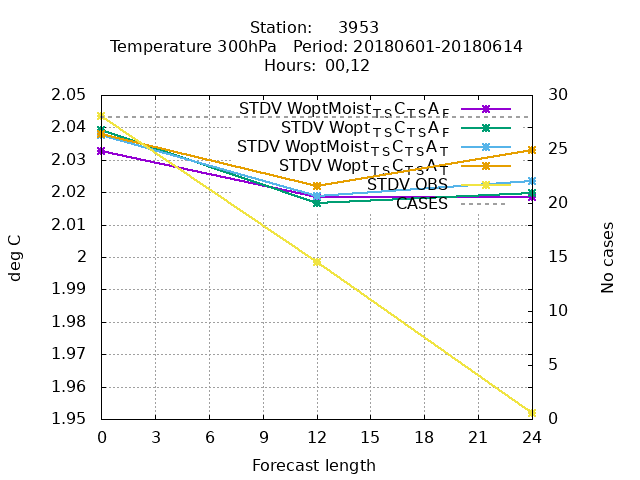 Station: 3953
Temperature 300hPa Period: 20180601-20180614
Hours: 00,12
2.05
2.04
2.03
2.02
2.01
2
1.99
1.98
1.97
1.96
1.95
deg C
30
25
20
15
10
5
0
No cases
STDV WoptMoist_TS C_TS A_F
STDV Wopt_TS C_TS A_F
STDV WoptMoist_TS C_TS A_T
STDV Wopt_TS C_TS A_T
STDV OBS
CASES
0 3 6 9 12 15 18 21 24
Forecast length